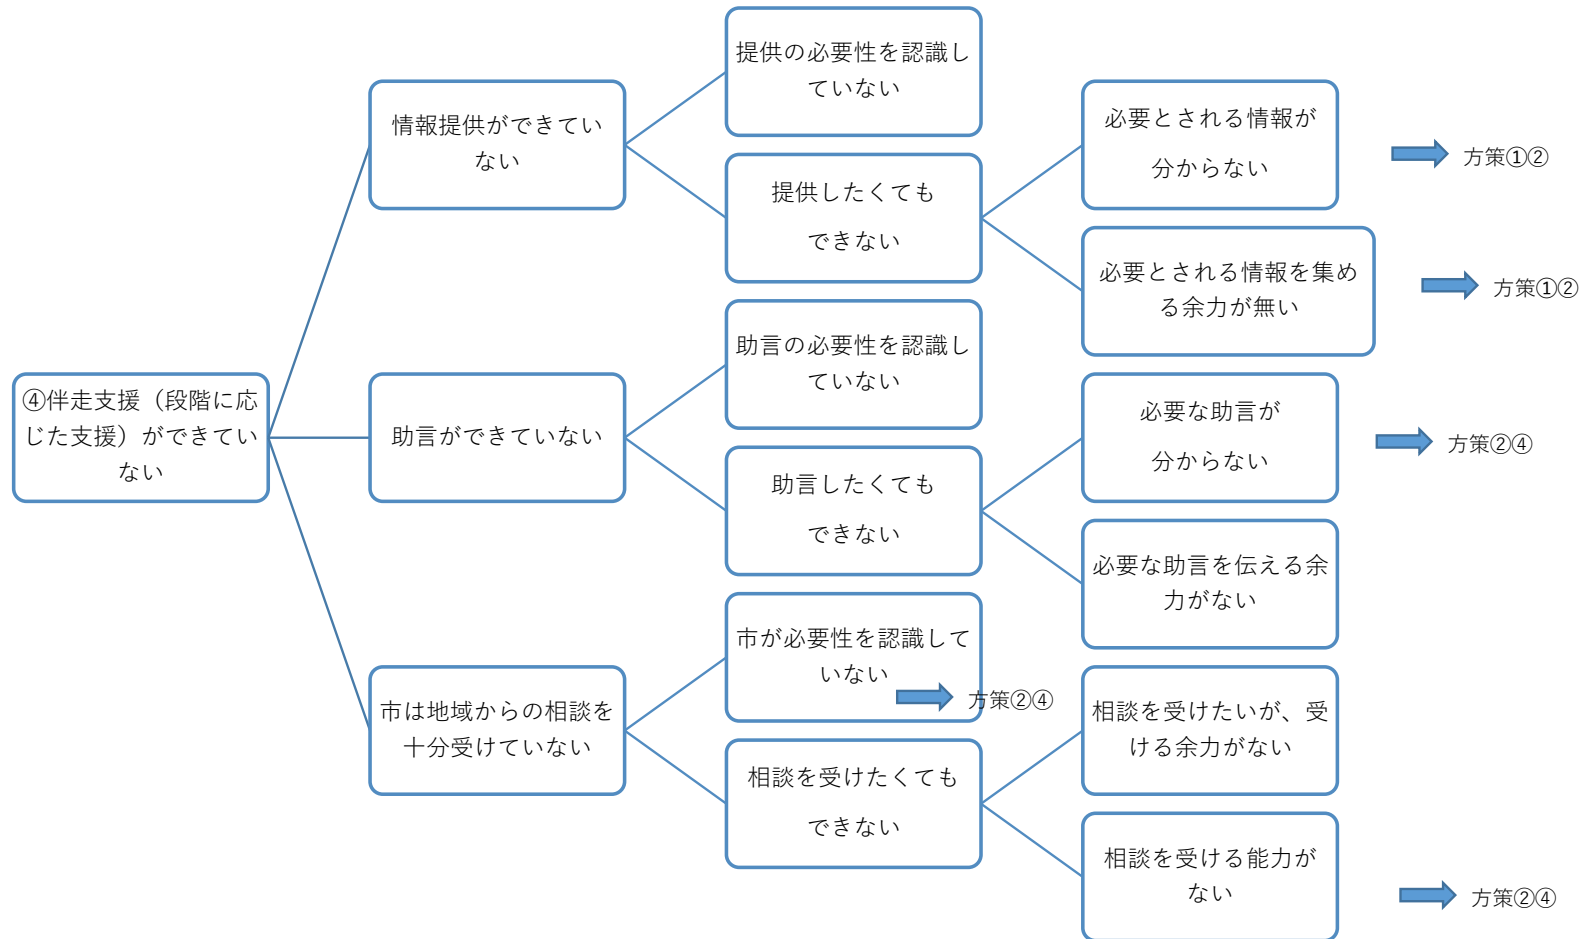 ④伴走支援（段階に応
じた支援）ができてい
ない
情報提供ができてい
ない
提供の必要性を認識し
ていない
提供したくても
できない
必要とされる情報が
分からない
方策①②
必要とされる情報を集め
る余力が無い
方策①②
助言ができていない
助言の必要性を認識し
ていない
助言したくても
できない
必要な助言が
分からない
方策②④
必要な助言を伝える余
力がない
市は地域からの相談を
十分受けていない
市が必要性を認識して
いない
方策②④
相談を受けたくても
できない
相談を受けたいが、受
ける余力がない
相談を受ける能力が
ない
方策②④